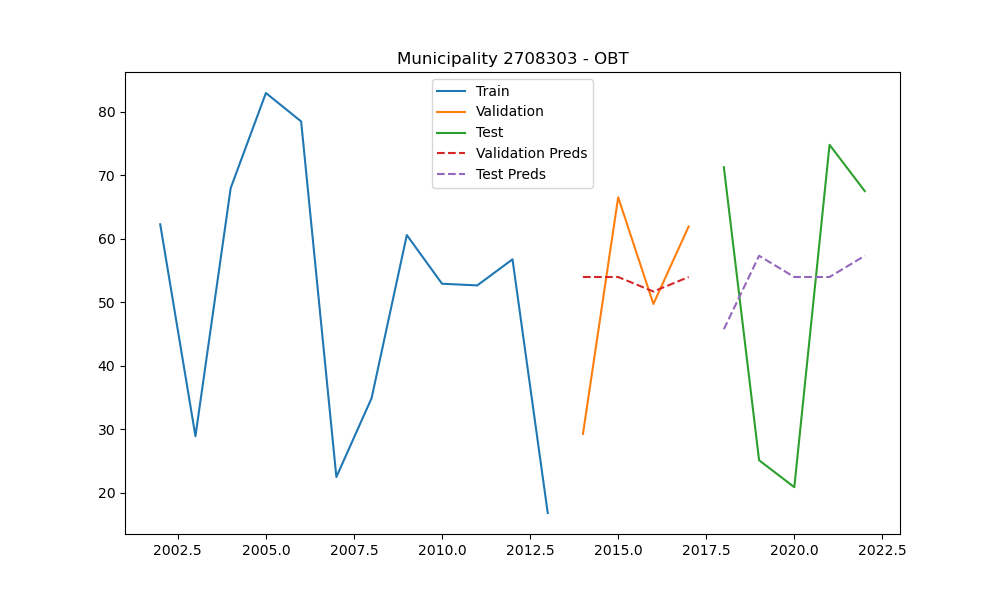 Municipality 2708303 - OBT
Train
Validation
Test
Validation Preds
Test Preds
80
70
60
50
40
30
20
2002.5 2005.0 2007.5 2010.0 2012.5 2015.0 2017.5 2020.0 2022.5